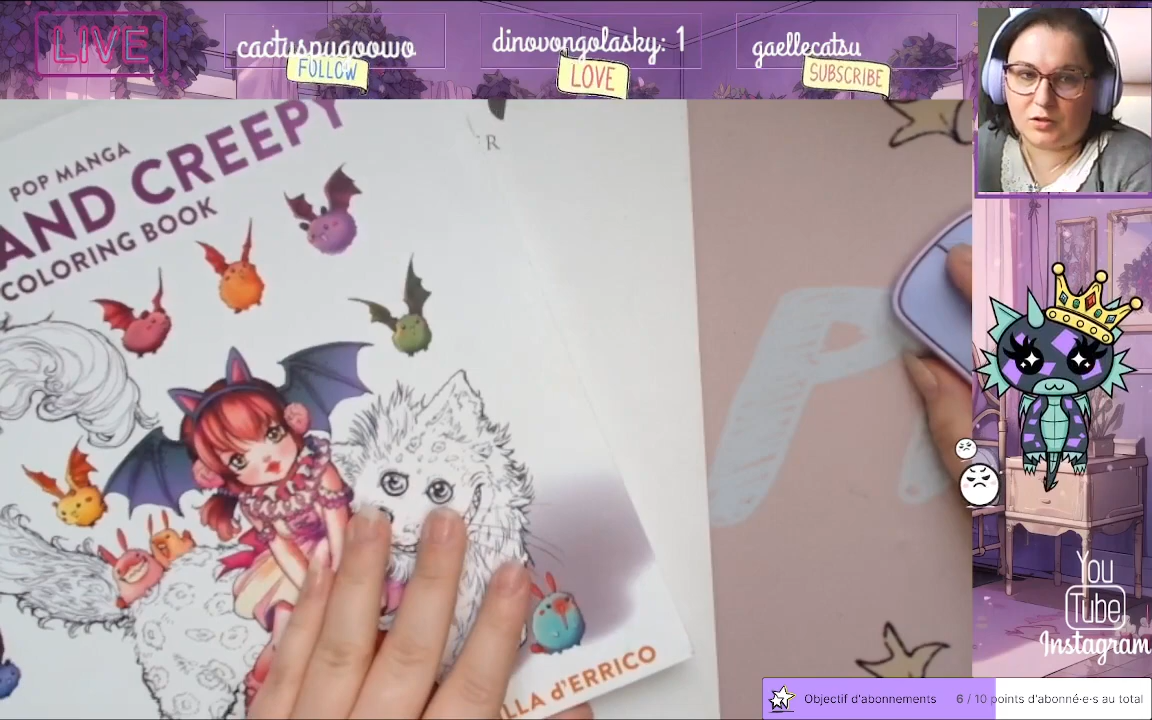 LIVE
cactuspugoowo
FOLLOW
dinovongolasky: 1
LOVE
gaellecatsu
SUBSCRIBE
R
POP MANGA
AND CREEPY
COLORING BOOK
LLA d'ERRICO
You
Tube
Instagram
Objectif d'abonnements 6 / 10 points d'abonné·e·s au total